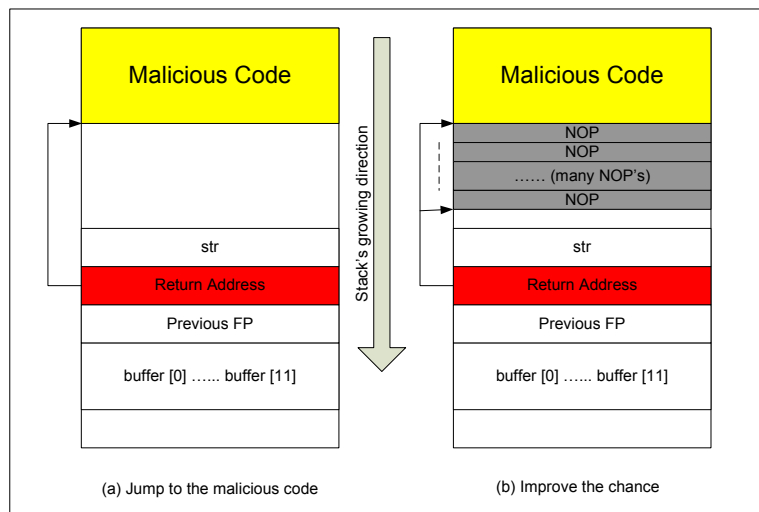 Malicious Code
str
Return Address
Previous FP
buffer [0] …... buffer [11]
(a) Jump to the malicious code
Stack's growing direction
Malicious Code
NOP
NOP
…… (many NOP's)
NOP
str
Return Address
Previous FP
buffer [0] …... buffer [11]
(b) Improve the chance